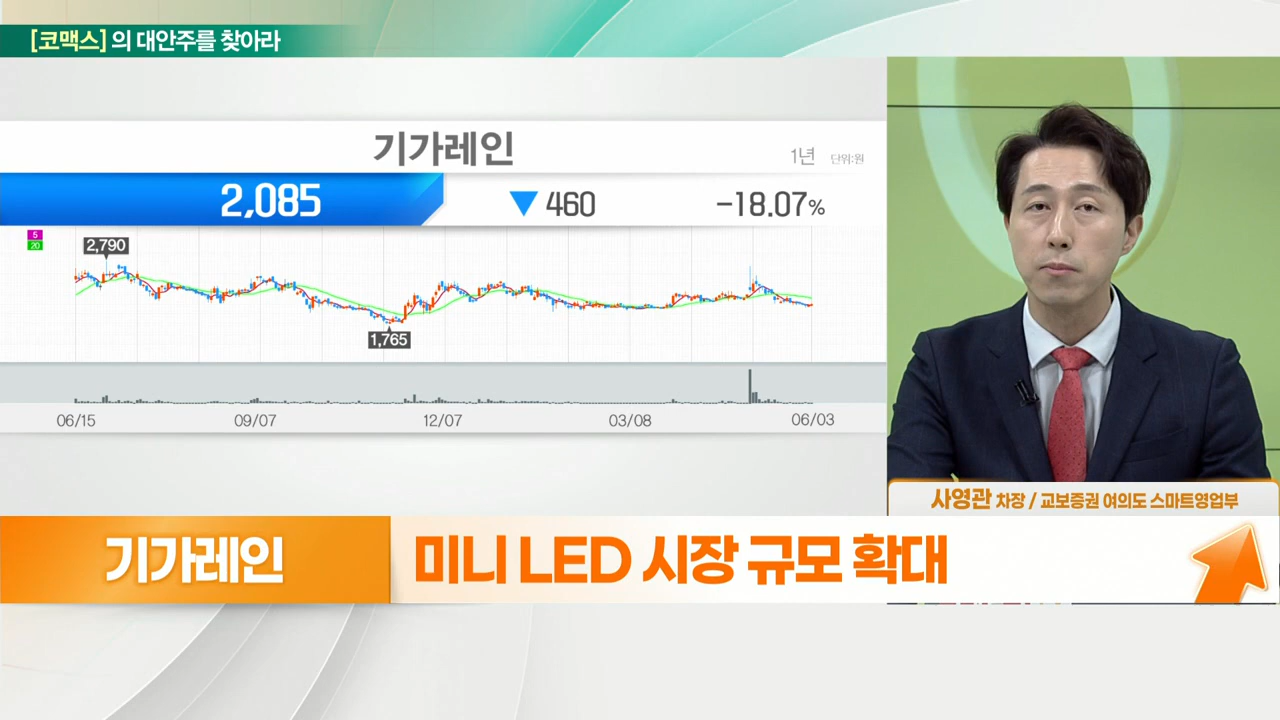 [코맥스] 의 대안주를 찾아라
기가레인
1년 단위:원
2,085 ▼ 460 -18.07%
5
20
2,790
1,765
06/15 09/07 12/07 03/08 06/03
사영관 차장 / 교보증권 여의도 스마트영업부
기가레인 미니 LED 시장 규모 확대